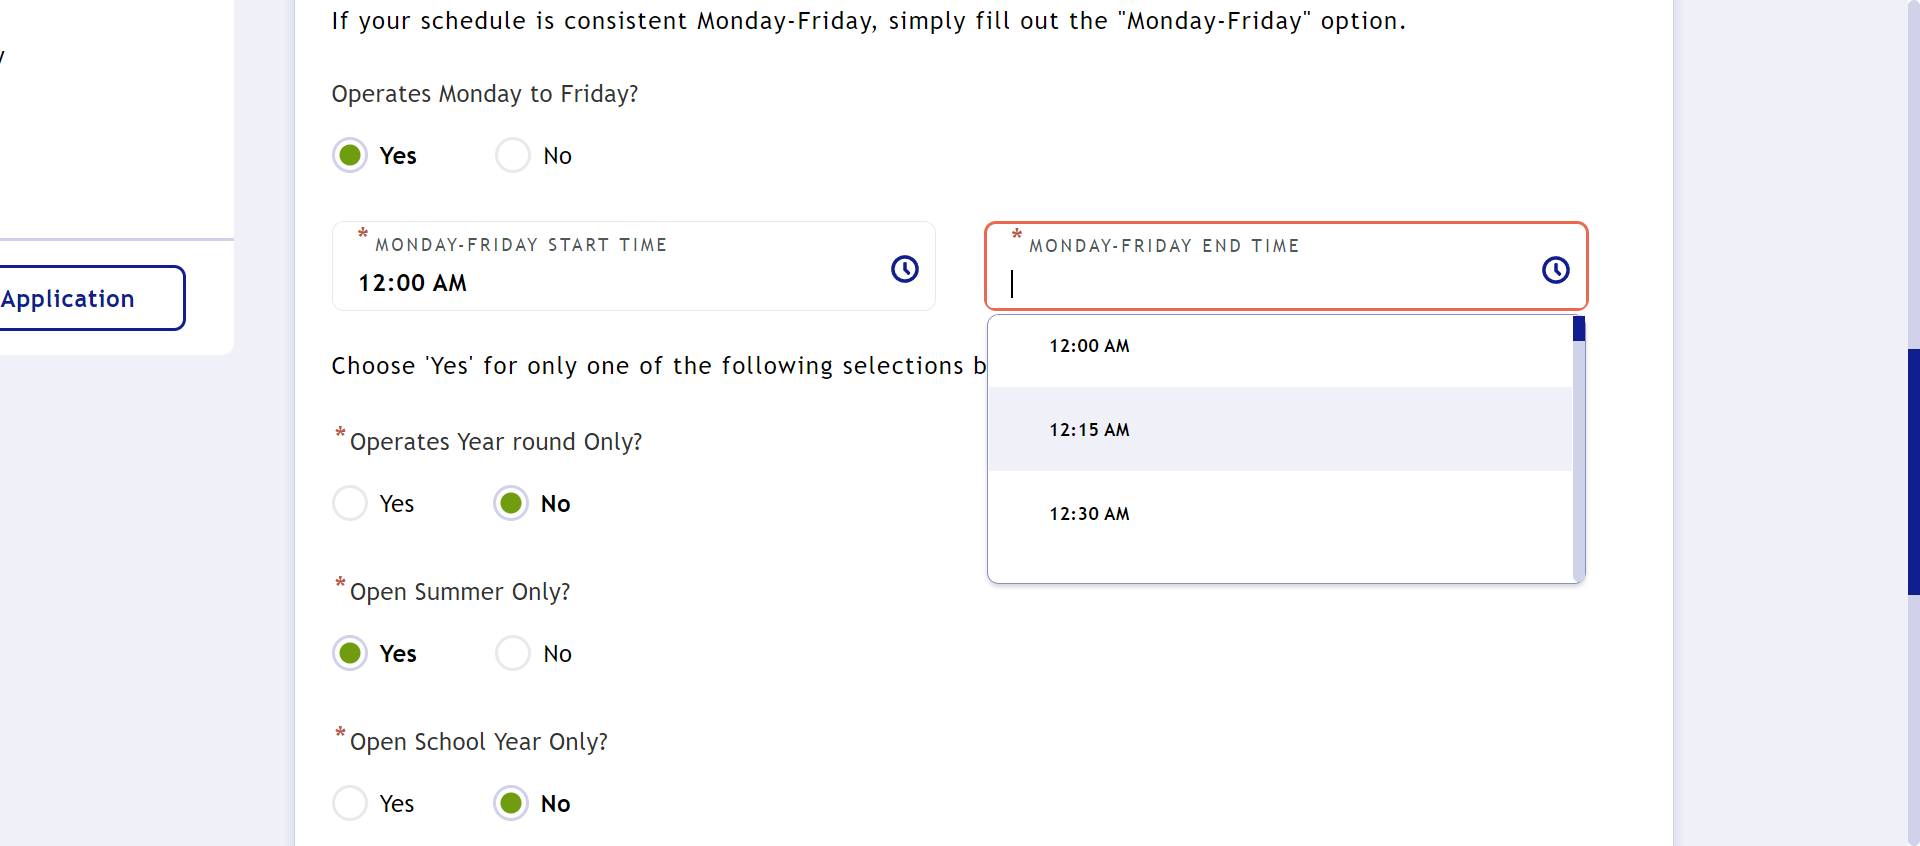 If your schedule is consistent Monday-Friday, simply fill out the "Monday-Friday" option.
Operates Monday to Friday?
Yes
No
* MONDAY-FRIDAY START TIME
12:00 AM
* MONDAY-FRIDAY END TIME
12:00 AM
12:15 AM
12:30 AM
Choose 'Yes' for only one of the following selections
* Operates Year round Only?
Yes
No
* Open Summer Only?
Yes
No
* Open School Year Only?
Yes
No
Application